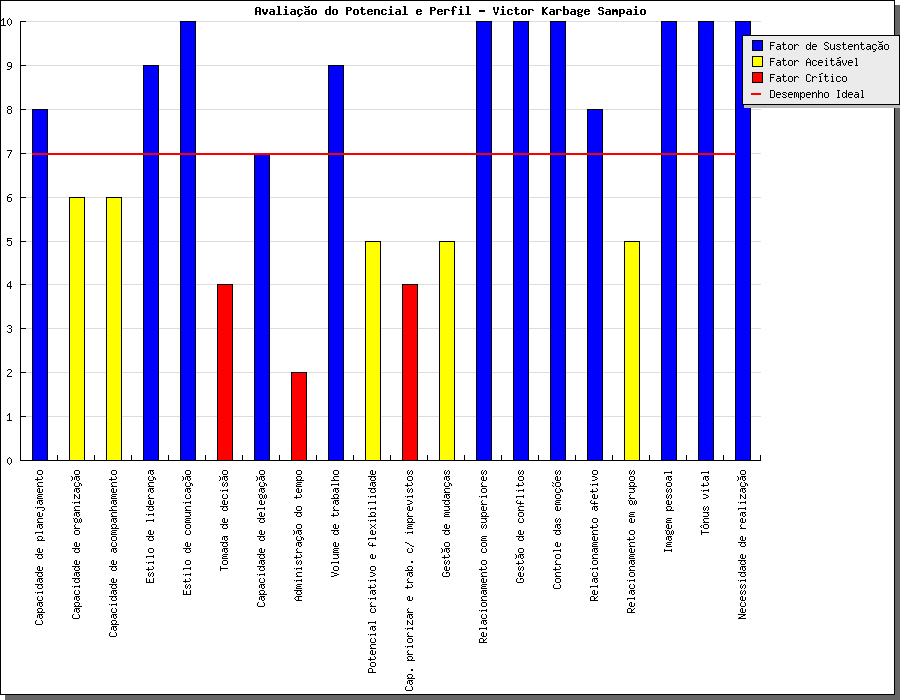 Avaliação do Potencial e Perfil - Victor Karbage Sampaio
Fator de Sustentação
Fator Aceitável
Fator Crítico
Desempenho Ideal
10
9
8
7
6
5
4
3
2
1
0
Capacidade de planejamento
Capacidade de organização
Capacidade de acompanhamento
Estilo de liderança
Estilo de comunicação
Tomada de decisão
Capacidade de delegação
Administração do tempo
Volume de trabalho
Potencial criativo e flexibilidade
Cap. priorizar e trab. c/ imprevistos
Gestão de mudanças
Relacionamento com superiores
Gestão de conflitos
Controle das emoções
Relacionamento afetivo
Relacionamento em grupos
Imagem pessoal
Tônus vital
Necessidade de realização